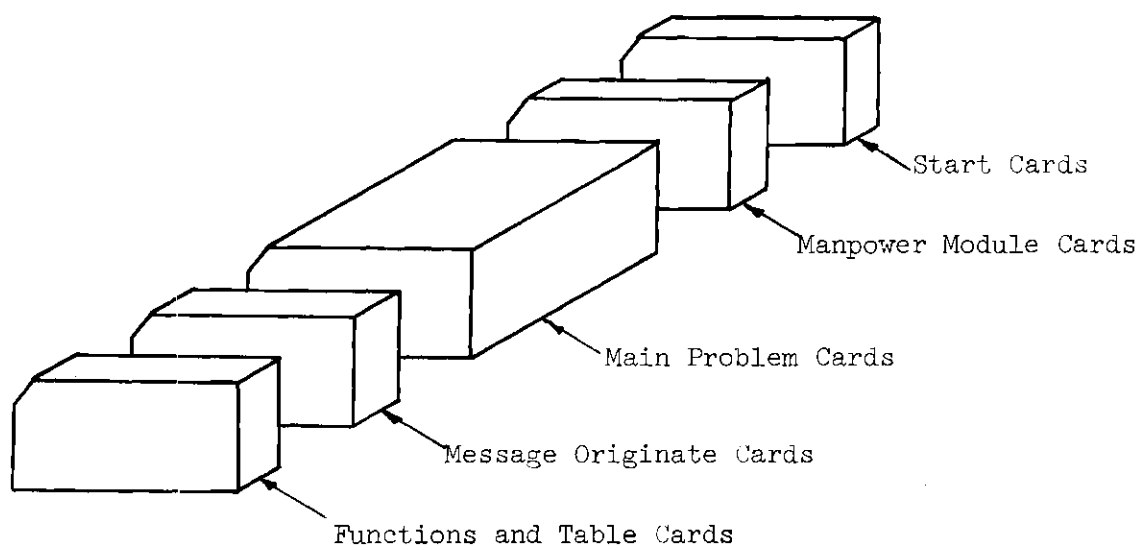 Start Cards
Manpower Module Cards
Main Problem Cards
Message Originate Cards
Functions and Table Cards